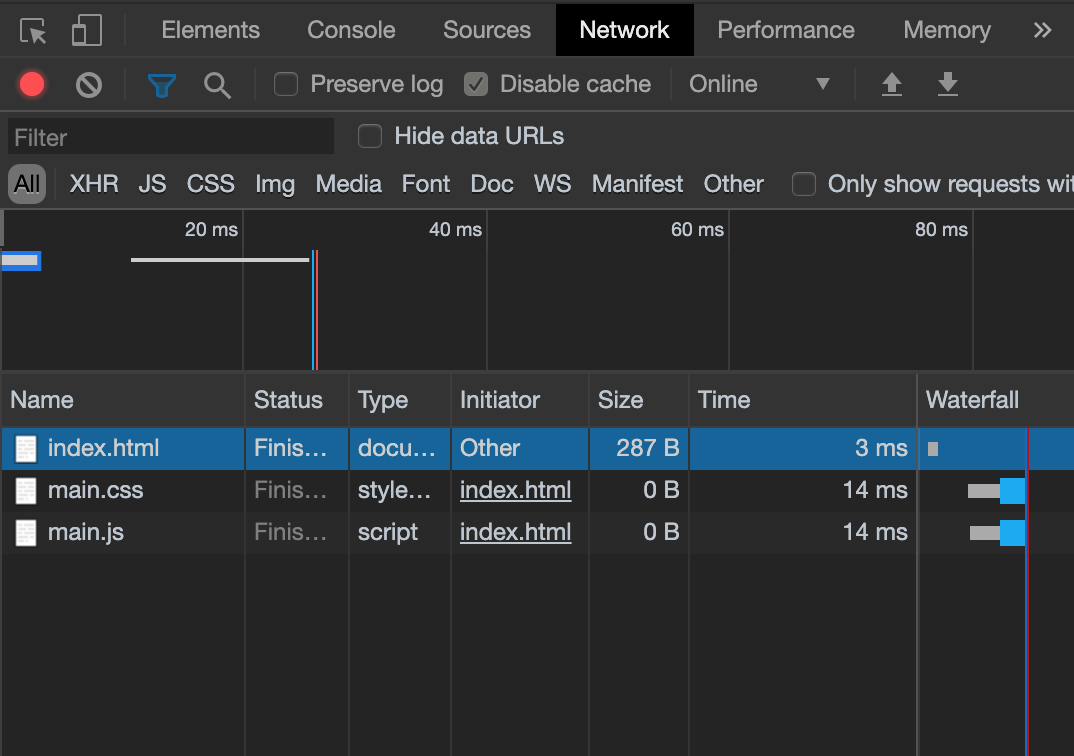 Elements Console Sources Network Performance Memory »
Preserve log Disable cache Online
Filter Hide data URLs
All XHR JS CSS Img Media Font Doc WS Manifest Other Only show requests wit
20 ms 40 ms 60 ms 80 ms
Name Status Type Initiator Size Time Waterfall
index.html Finis... docu... Other 287 B 3 ms
main.css Finis... style... index.html 0 B 14 ms
main.js Finis... script index.html 0 B 14 ms